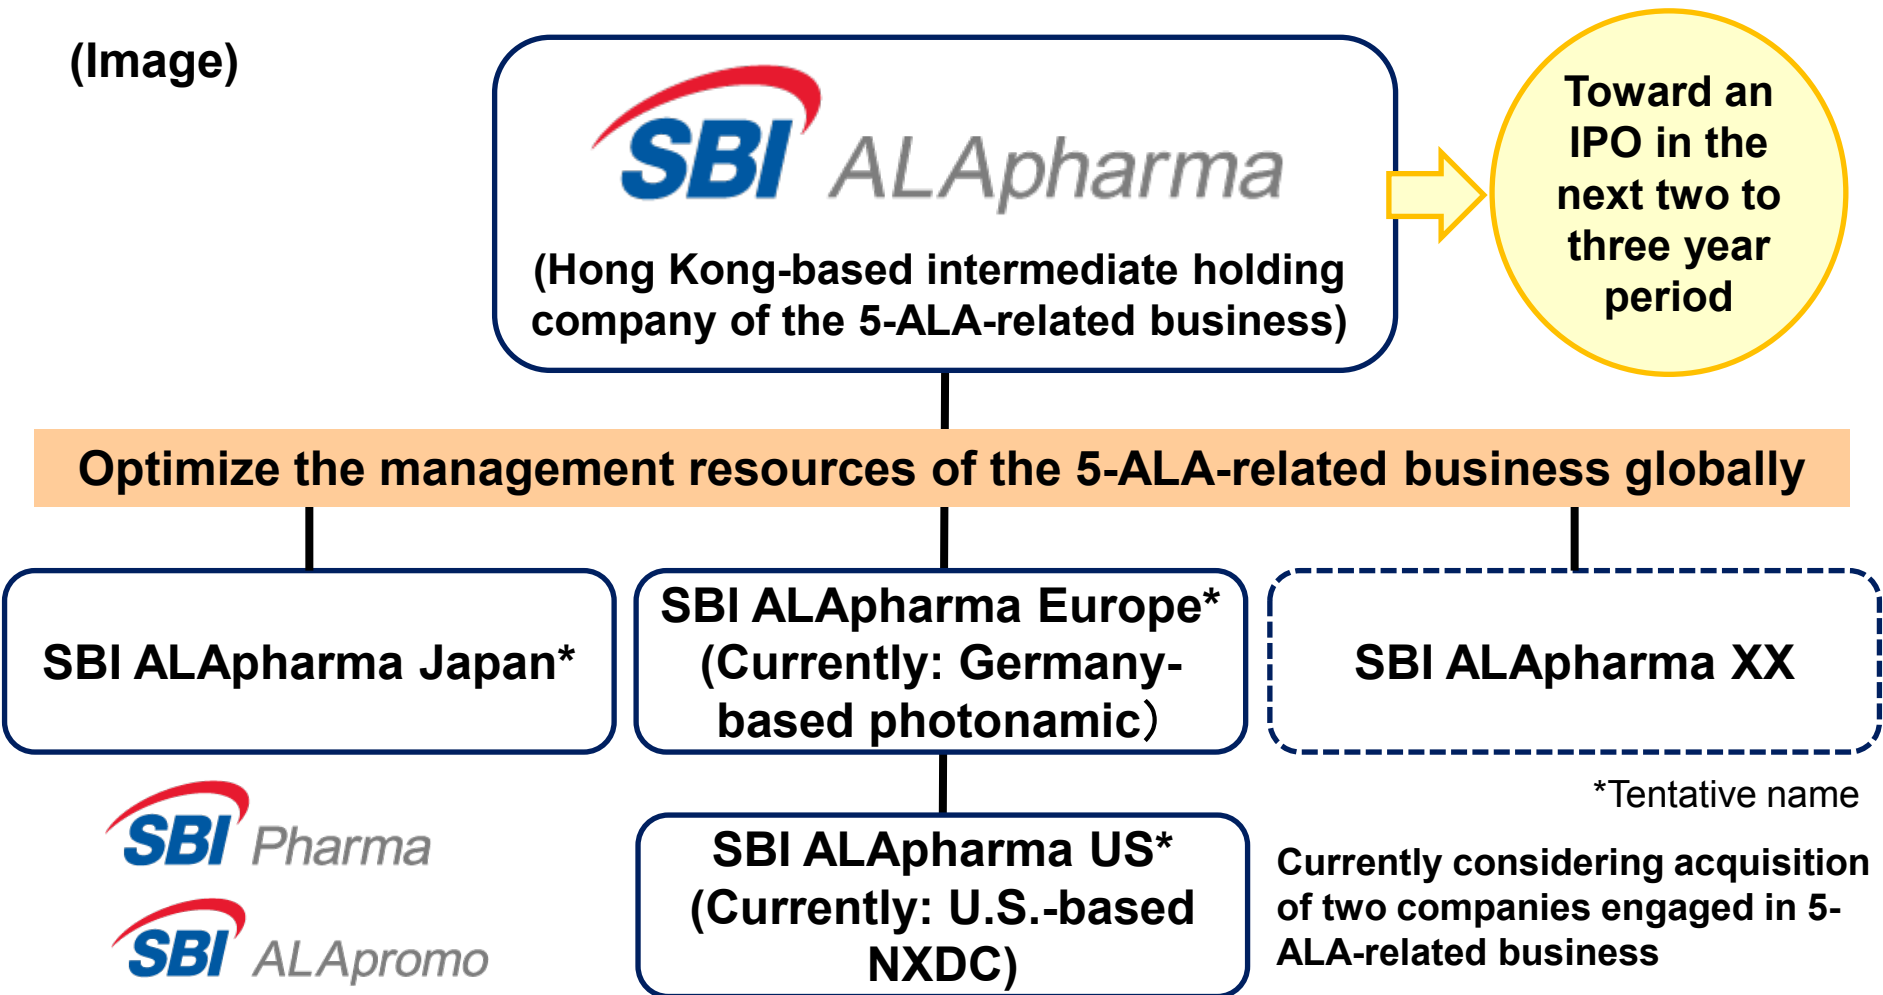 (Image)
SBI ALApharma
(Hong Kong-based intermediate holding
company of the 5-ALA-related business)
Toward an
IPO in the
next two to
three year
period
Optimize the management resources of the 5-ALA-related business globally
SBI ALApharma Japan*
SBI ALApharma Europe*
(Currently: Germany-
based photonamic）
SBI ALApharma XX
*Tentative name
SBI Pharma
SBI ALApromo
SBI ALApharma US*
(Currently: U.S.-based
NXDC)
Currently considering acquisition
of two companies engaged in 5-
ALA-related business